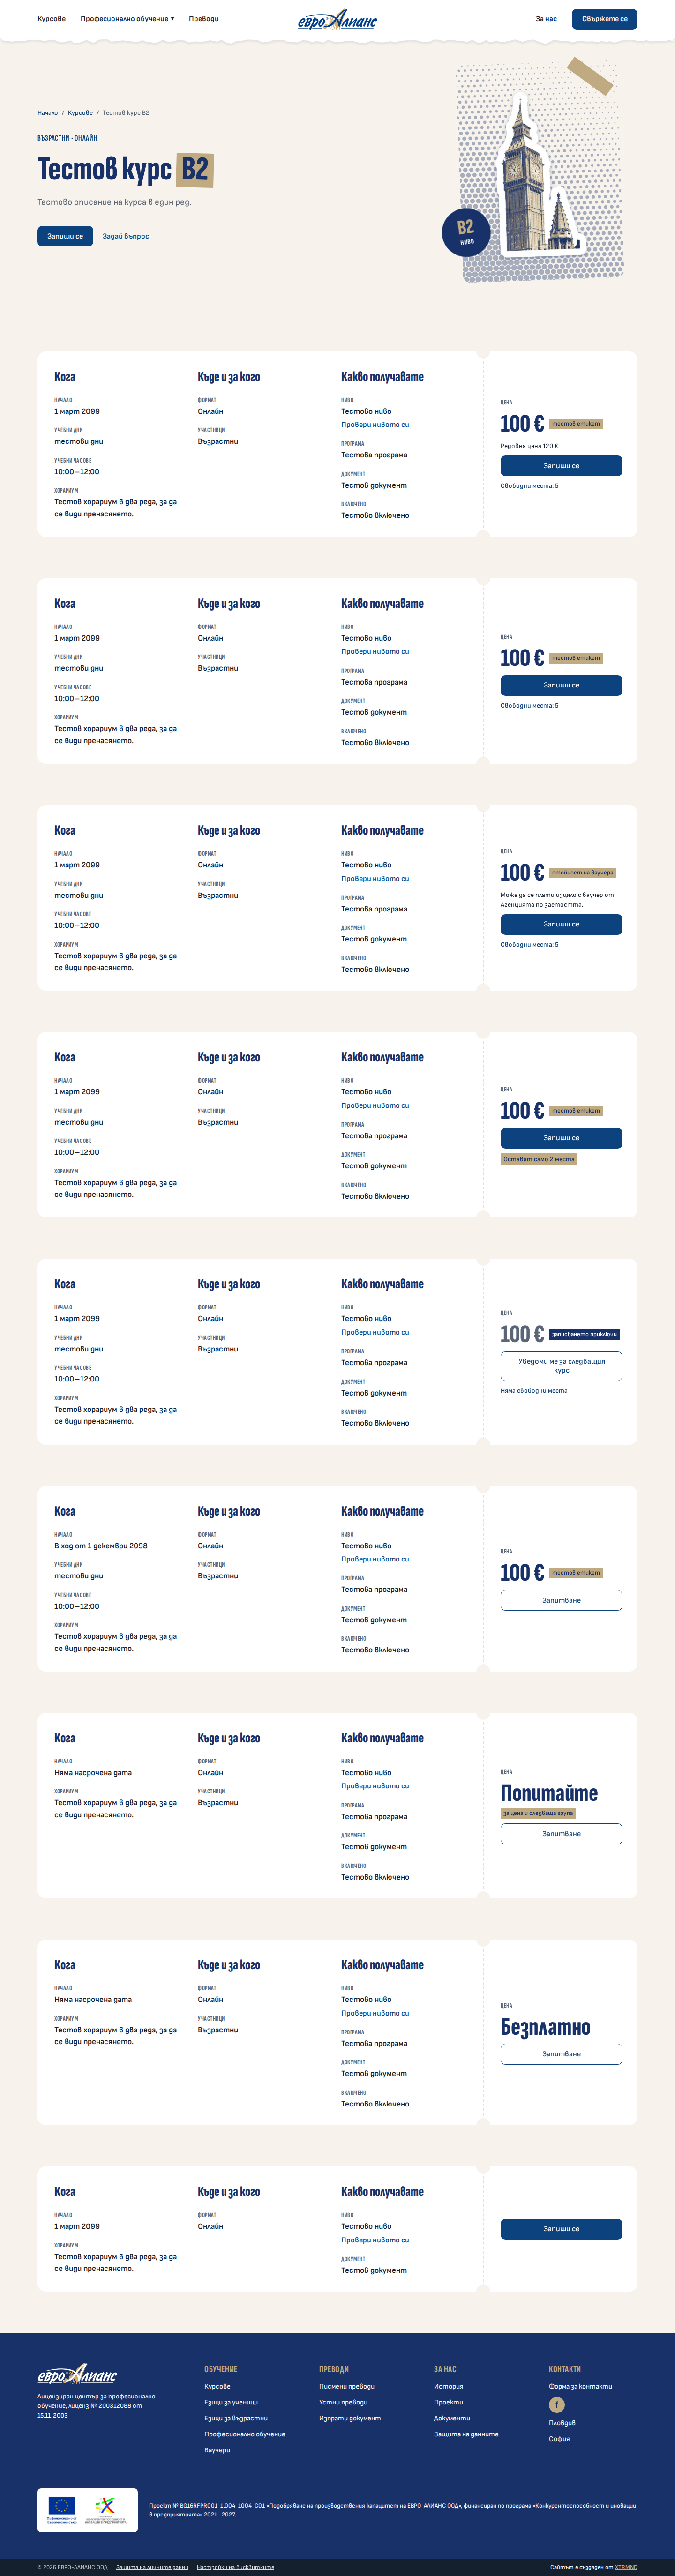 Курсове
Професионално обучение ▾
Преводи
евроАлианс
За нас
Свържете се
Начало / Курсове / Тестов курс B2
ВЪЗРАСТНИ • ОНЛАЙН
Тестов курс B2
Тестово описание на курса в един ред.
Запиши се
Задай въпрос
B2
НИВО
Кога
НАЧАЛО
1 март 2099
УЧЕБНИ ДНИ
тестови дни
УЧЕБНИ ЧАСОВЕ
10:00–12:00
ХОРАРИУМ
Тестов хорариум в два реда, за да
се види пренасянето.
Къде и за кого
ФОРМАТ
Онлайн
УЧАСТНИЦИ
Възрастни
Какво получавате
НИВО
Тестово ниво
Провери нивото си
ПРОГРАМА
Тестова програма
ДОКУМЕНТ
Тестов документ
ВКЛЮЧЕНО
Тестово включено
ЦЕНА
100 € тестов етикет
Редовна цена 120 €
Запиши се
Свободни места: 5
Кога
НАЧАЛО
1 март 2099
УЧЕБНИ ДНИ
тестови дни
УЧЕБНИ ЧАСОВЕ
10:00–12:00
ХОРАРИУМ
Тестов хорариум в два реда, за да
се види пренасянето.
Къде и за кого
ФОРМАТ
Онлайн
УЧАСТНИЦИ
Възрастни
Какво получавате
НИВО
Тестово ниво
Провери нивото си
ПРОГРАМА
Тестова програма
ДОКУМЕНТ
Тестов документ
ВКЛЮЧЕНО
Тестово включено
ЦЕНА
100 € тестов етикет
Запиши се
Свободни места: 5
Кога
НАЧАЛО
1 март 2099
УЧЕБНИ ДНИ
тестови дни
УЧЕБНИ ЧАСОВЕ
10:00–12:00
ХОРАРИУМ
Тестов хорариум в два реда, за да
се види пренасянето.
Къде и за кого
ФОРМАТ
Онлайн
УЧАСТНИЦИ
Възрастни
Какво получавате
НИВО
Тестово ниво
Провери нивото си
ПРОГРАМА
Тестова програма
ДОКУМЕНТ
Тестов документ
ВКЛЮЧЕНО
Тестово включено
ЦЕНА
100 € стойност на ваучера
Може да се плати изцяло с ваучер от
Агенцията по заетостта.
Запиши се
Свободни места: 5
Кога
НАЧАЛО
1 март 2099
УЧЕБНИ ДНИ
тестови дни
УЧЕБНИ ЧАСОВЕ
10:00–12:00
ХОРАРИУМ
Тестов хорариум в два реда, за да
се види пренасянето.
Къде и за кого
ФОРМАТ
Онлайн
УЧАСТНИЦИ
Възрастни
Какво получавате
НИВО
Тестово ниво
Провери нивото си
ПРОГРАМА
Тестова програма
ДОКУМЕНТ
Тестов документ
ВКЛЮЧЕНО
Тестово включено
ЦЕНА
100 € тестов етикет
Запиши се
Остават само 2 места
Кога
НАЧАЛО
1 март 2099
УЧЕБНИ ДНИ
тестови дни
УЧЕБНИ ЧАСОВЕ
10:00–12:00
ХОРАРИУМ
Тестов хорариум в два реда, за да
се види пренасянето.
Къде и за кого
ФОРМАТ
Онлайн
УЧАСТНИЦИ
Възрастни
Какво получавате
НИВО
Тестово ниво
Провери нивото си
ПРОГРАМА
Тестова програма
ДОКУМЕНТ
Тестов документ
ВКЛЮЧЕНО
Тестово включено
ЦЕНА
100 € записването приключи
Уведоми ме за следващия
курс
Няма свободни места
Кога
НАЧАЛО
В ход от 1 декември 2098
УЧЕБНИ ДНИ
тестови дни
УЧЕБНИ ЧАСОВЕ
10:00–12:00
ХОРАРИУМ
Тестов хорариум в два реда, за да
се види пренасянето.
Къде и за кого
ФОРМАТ
Онлайн
УЧАСТНИЦИ
Възрастни
Какво получавате
НИВО
Тестово ниво
Провери нивото си
ПРОГРАМА
Тестова програма
ДОКУМЕНТ
Тестов документ
ВКЛЮЧЕНО
Тестово включено
ЦЕНА
100 € тестов етикет
Запитване
Кога
НАЧАЛО
Няма насрочена дата
ХОРАРИУМ
Тестов хорариум в два реда, за да
се види пренасянето.
Къде и за кого
ФОРМАТ
Онлайн
УЧАСТНИЦИ
Възрастни
Какво получавате
НИВО
Тестово ниво
Провери нивото си
ПРОГРАМА
Тестова програма
ДОКУМЕНТ
Тестов документ
ВКЛЮЧЕНО
Тестово включено
ЦЕНА
Попитайте
за цена и следваща група
Запитване
Кога
НАЧАЛО
Няма насрочена дата
ХОРАРИУМ
Тестов хорариум в два реда, за да
се види пренасянето.
Къде и за кого
ФОРМАТ
Онлайн
УЧАСТНИЦИ
Възрастни
Какво получавате
НИВО
Тестово ниво
Провери нивото си
ПРОГРАМА
Тестова програма
ДОКУМЕНТ
Тестов документ
ВКЛЮЧЕНО
Тестово включено
ЦЕНА
Безплатно
Запитване
Кога
НАЧАЛО
1 март 2099
ХОРАРИУМ
Тестов хорариум в два реда, за да
се види пренасянето.
Къде и за кого
ФОРМАТ
Онлайн
Какво получавате
НИВО
Тестово ниво
Провери нивото си
ДОКУМЕНТ
Тестов документ
Запиши се
евроАлианс
Лицензиран център за професионално
обучение, лиценз № 200312088 от
15.11.2003
ОБУЧЕНИЕ
Курсове
Езици за ученици
Езици за възрастни
Професионално обучение
Ваучери
ПРЕВОДИ
Писмени преводи
Устни преводи
Изпрати документ
ЗА НАС
История
Проекти
Документи
Защита на данните
КОНТАКТИ
Форма за контакти
f
Пловдив
София
Проект № BG16RFPR001-1.004-1004-C01 «Подобряване на производствения капацитет на ЕВРО-АЛИАНС ООД», финансиран по програма «Конкурентоспособност и иновации
в предприятията» 2021–2027.
© 2026 ЕВРО-АЛИАНС ООД
Защита на личните данни
Настройки на бисквитките
Сайтът е създаден от XTRMND